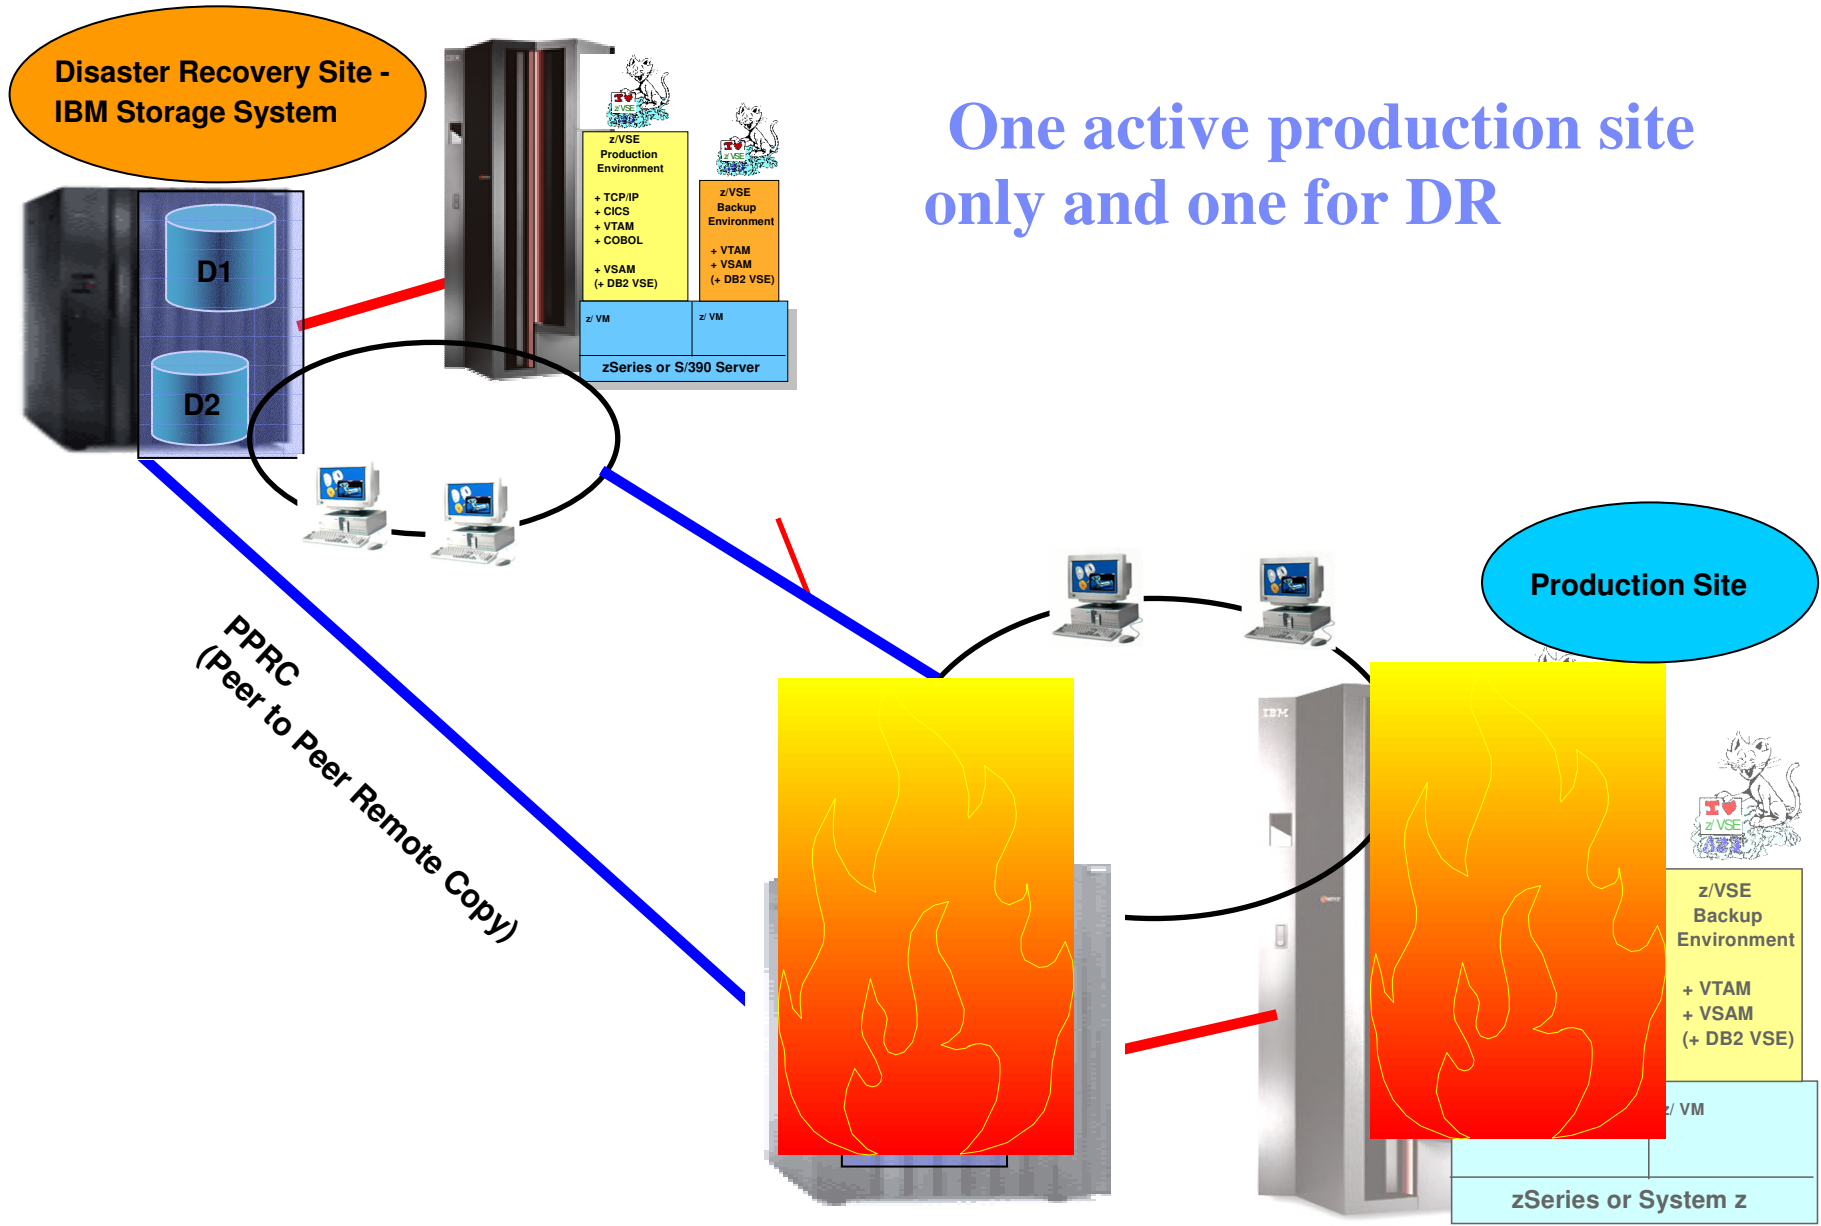 Disaster Recovery Site -
IBM Storage System
One active production site
only and one for DR
I ♥
z/ VSE
z/VSE
Production
Environment
+ TCP/IP
+ CICS
+ VTAM
+ COBOL
+ VSAM
(+ DB2 VSE)
I ♥
z/ VSE
z/VSE
Backup
Environment
+ VTAM
+ VSAM
(+ DB2 VSE)
z/ VM
z/ VM
zSeries or S/390 Server
D1
D2
PPRC
(Peer to Peer Remote Copy)
Production Site
IBM
I ♥
z/ VSE
z/VSE
Backup
Environment
+ VTAM
+ VSAM
(+ DB2 VSE)
z/ VM
zSeries or System z